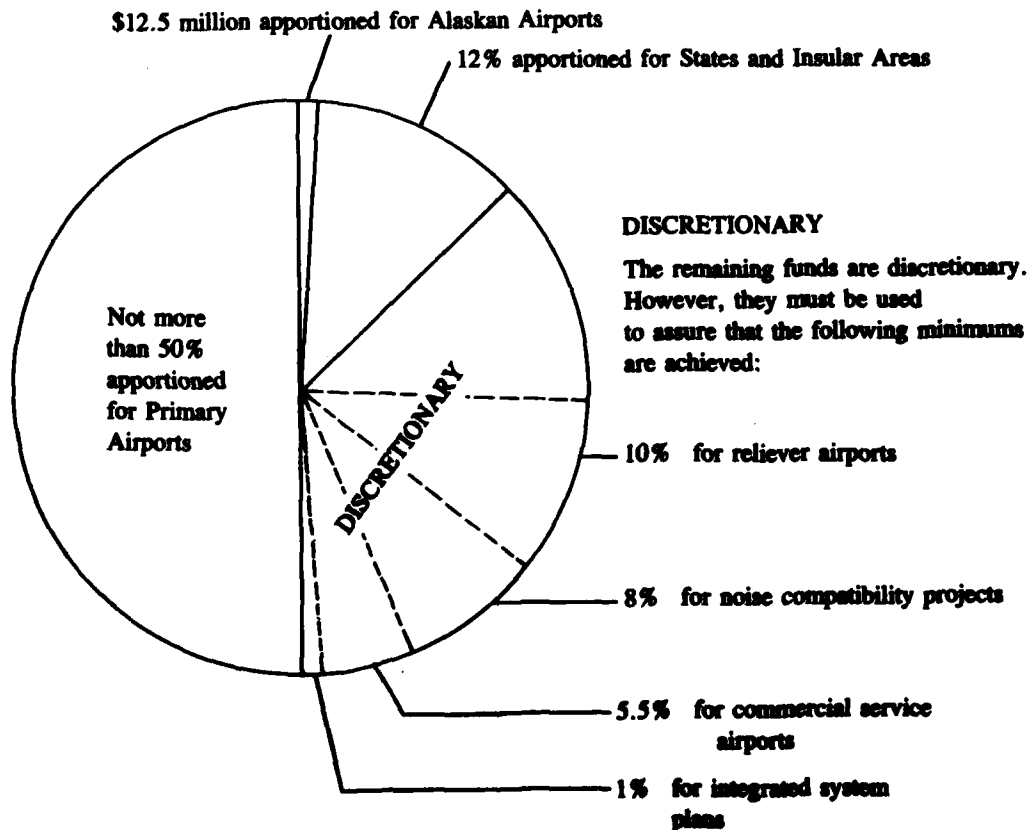 $12.5 million apportioned for Alaskan Airports
12% apportioned for States and Insular Areas
DISCRETIONARY
The remaining funds are discretionary.
However, they must be used
to assure that the following minimums
are achieved:
Not more
than 50%
apportioned
for Primary
Airports
DISCRETIONARY
10% for reliever airports
8% for noise compatibility projects
5.5% for commercial service
airports
1% for integrated system
plans